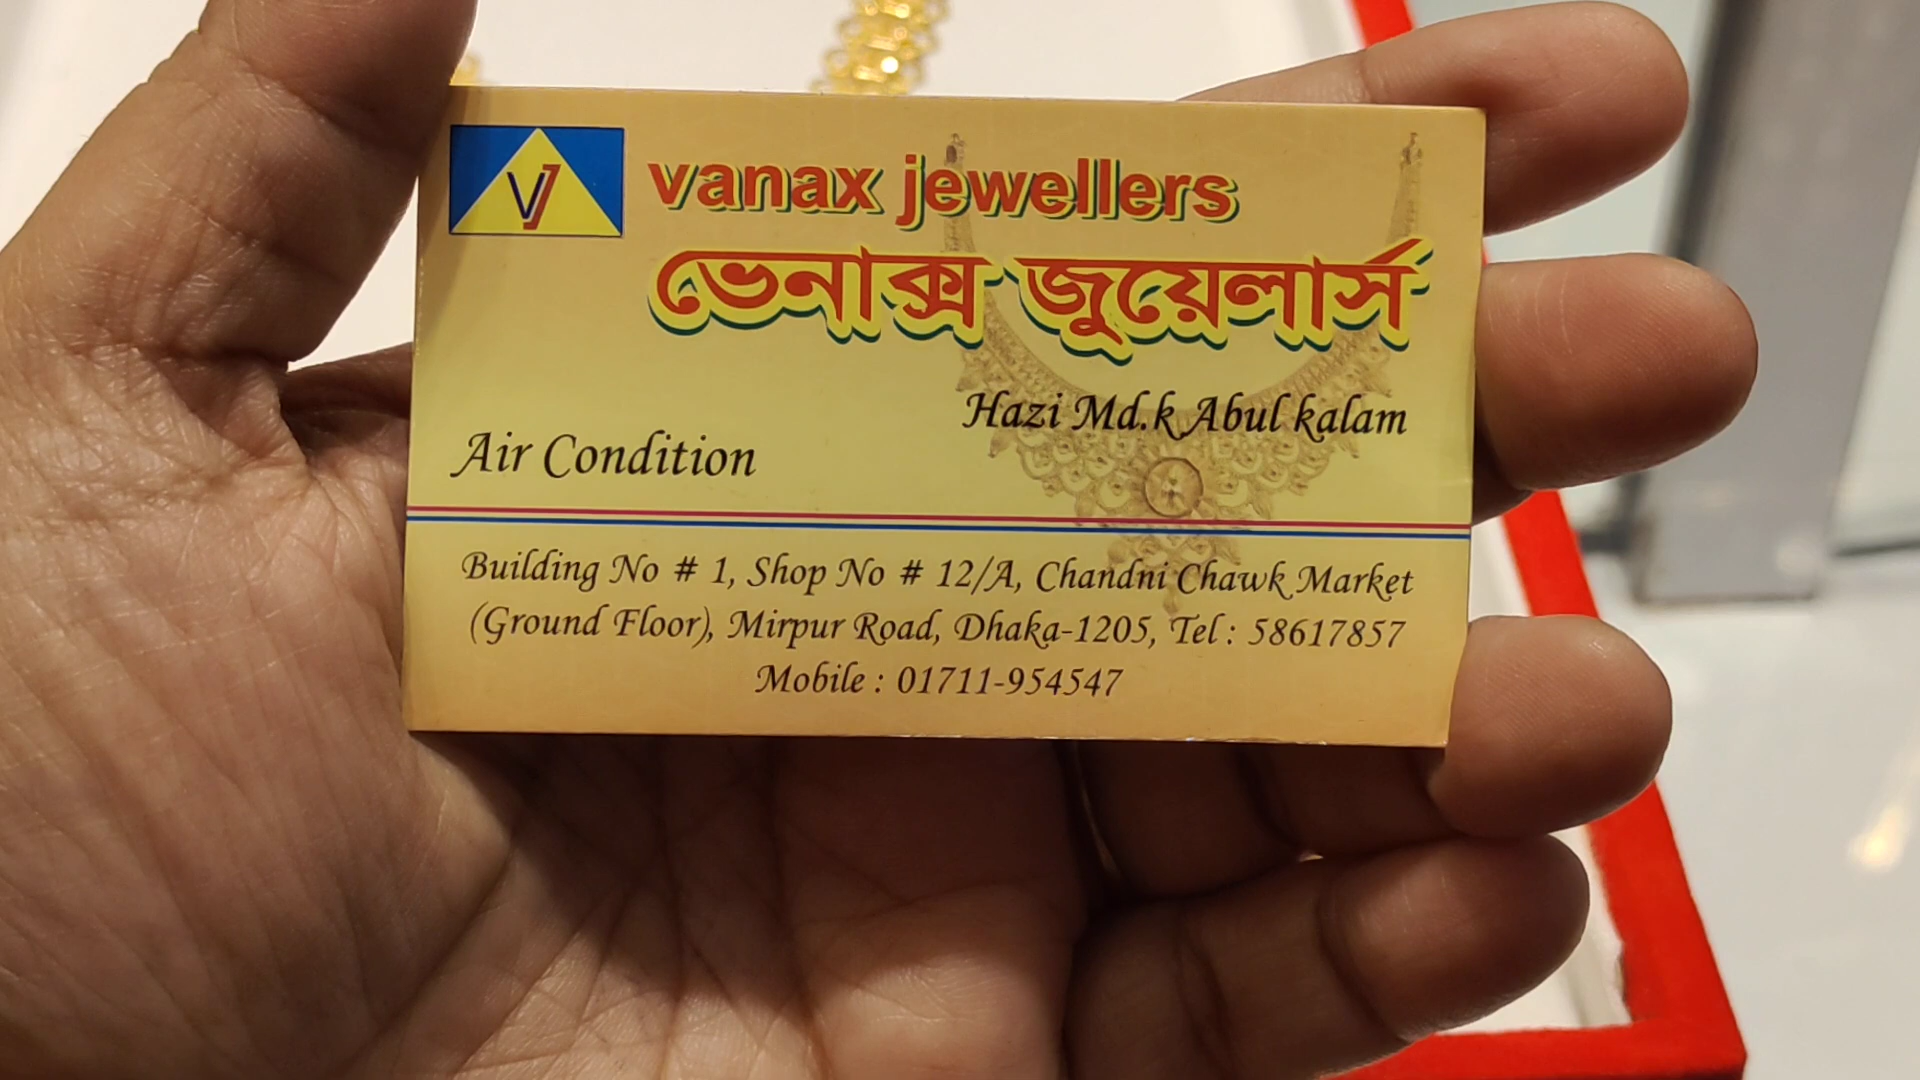 VJ
vanax jewellers
ভেনাক্স জুয়েলার্স
Hazi Md.k Abul kalam
Air Condition
Building No # 1, Shop No # 12/A, Chandni Chawk Market
(Ground Floor), Mirpur Road, Dhaka-1205, Tel : 58617857
Mobile : 01711-954547